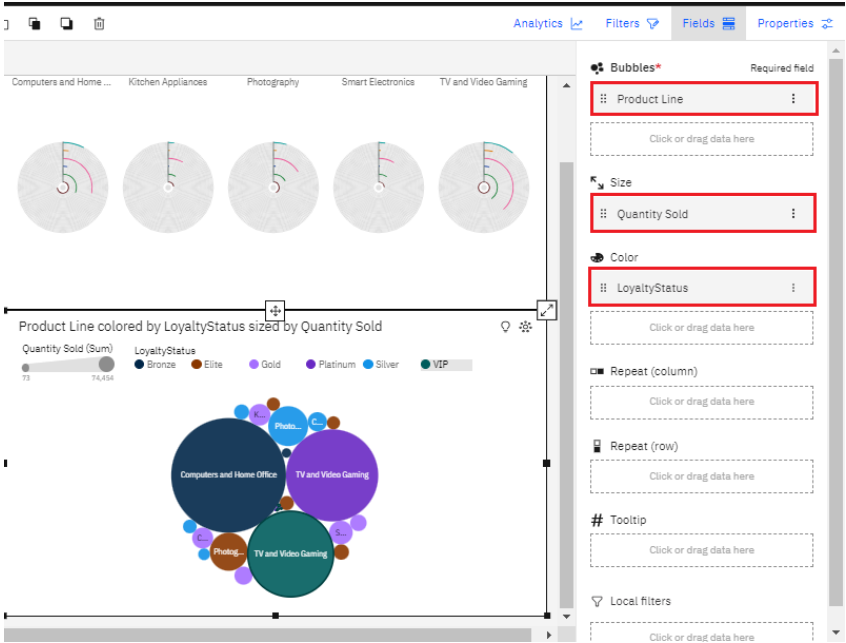 Analytics Filters Fields Properties
Computers and Home ... Kitchen Appliances Photography Smart Electronics TV and Video Gaming
Product Line colored by LoyaltyStatus sized by Quantity Sold
Quantity Sold (Sum)
72 74,454
LoyaltyStatus
Bronze Elite Gold Platinum Silver VIP
K...
Photo...
C...
Computers and Home Office
TV and Video Gaming
C...
S...
Photog...
TV and Video Gaming
Bubbles* Required field
Product Line
Click or drag data here
Size
Quantity Sold
Color
LoyaltyStatus
Click or drag data here
Repeat (column)
Click or drag data here
Repeat (row)
Click or drag data here
Tooltip
Click or drag data here
Local filters
Click or drag data here